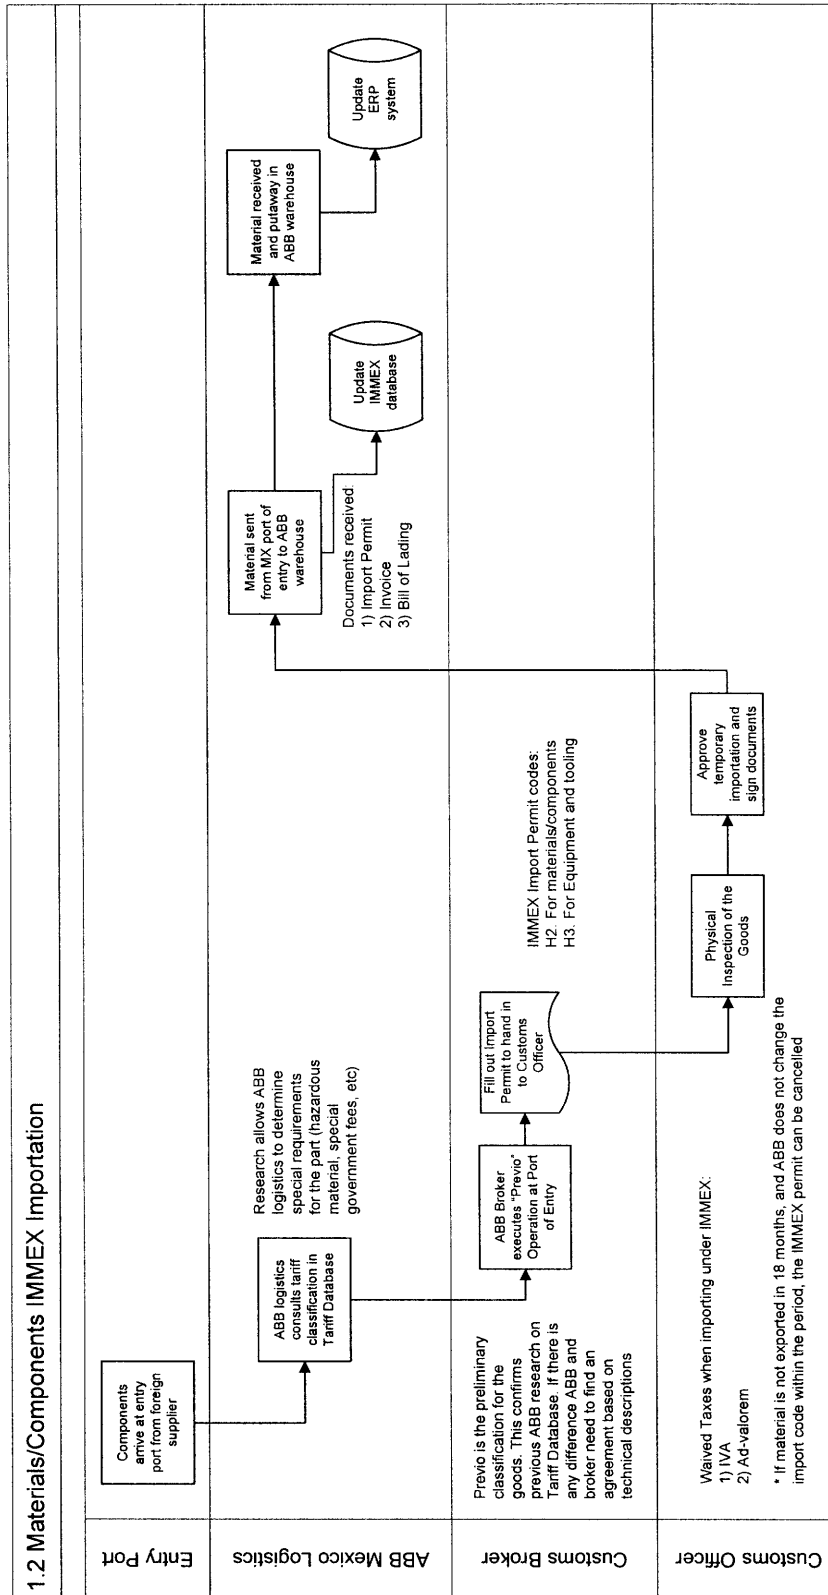 1.2 Materials/Components IMMEX Importation
Entry Port
Components
arrive at entry
port from foreign
supplier
ABB Mexico Logistics
ABB logistics
consults tariff
classification in
Tariff Database
Research allows ABB
logistics to determine
special requirements
for the part (hazardous
material, special
government fees, etc)
Material sent
from MX port of
entry to ABB
warehouse
Documents received:
1) Import Permit
2) Invoice
3) Bill of Lading
Update
IMMEX
database
Material received
and putaway in
ABB warehouse
Update
ERP
system
Customs Broker
Previo is the preliminary
classification for the
goods. This confirms
previous ABB research on
Tariff Database. If there is
any difference ABB and
broker need to find an
agreement based on
technical descriptions
ABB Broker
executes "Previo"
Operation at Port
of Entry
Fill out Import
Permit to hand in
to Customs
Officer
IMMEX Import Permit codes:
H2. For materials/components
H3. For Equipment and tooling
Customs Officer
Waived Taxes when importing under IMMEX:
1) IVA
2) Ad-valorem
* If material is not exported in 18 months, and ABB does not change the
import code within the period, the IMMEX permit can be cancelled
Physical
Inspection of the
Goods
Approve
temporary
importation and
sign documents